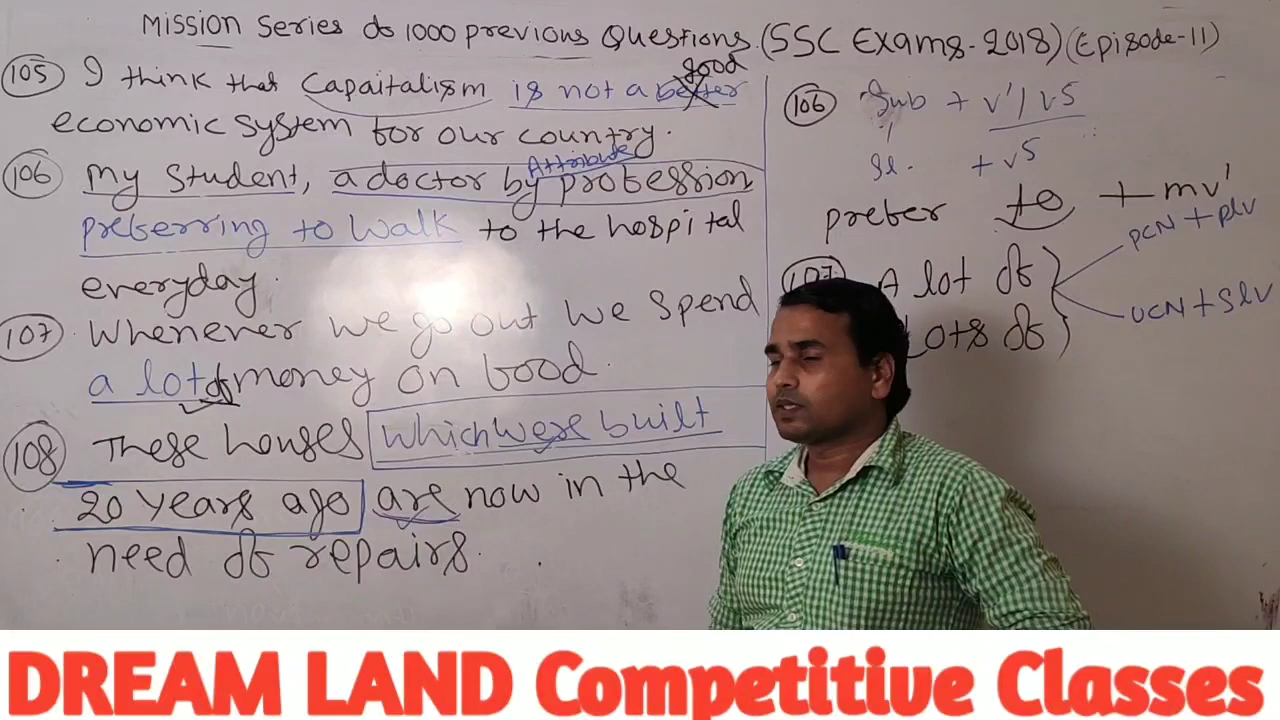 Mission Series of 1000 previous Questions (SSC Exams-2018) (Episode-11)
105 I think that Capaitalism is not a better good
economic system for our country.
106 My Student, a doctor by profession Attribute
preferring to walk to the hospital
everyday.
107 Whenever we go out we spend
a lot of money on food.
108 These houses which were built
20 years ago are now in the
need of repairs.
106 Sub + V1/V5
+ V5
prefer to + mv1
107 A lot of
Lots of
PCN + plv
UCN + Slv
DREAM LAND Competitive Classes